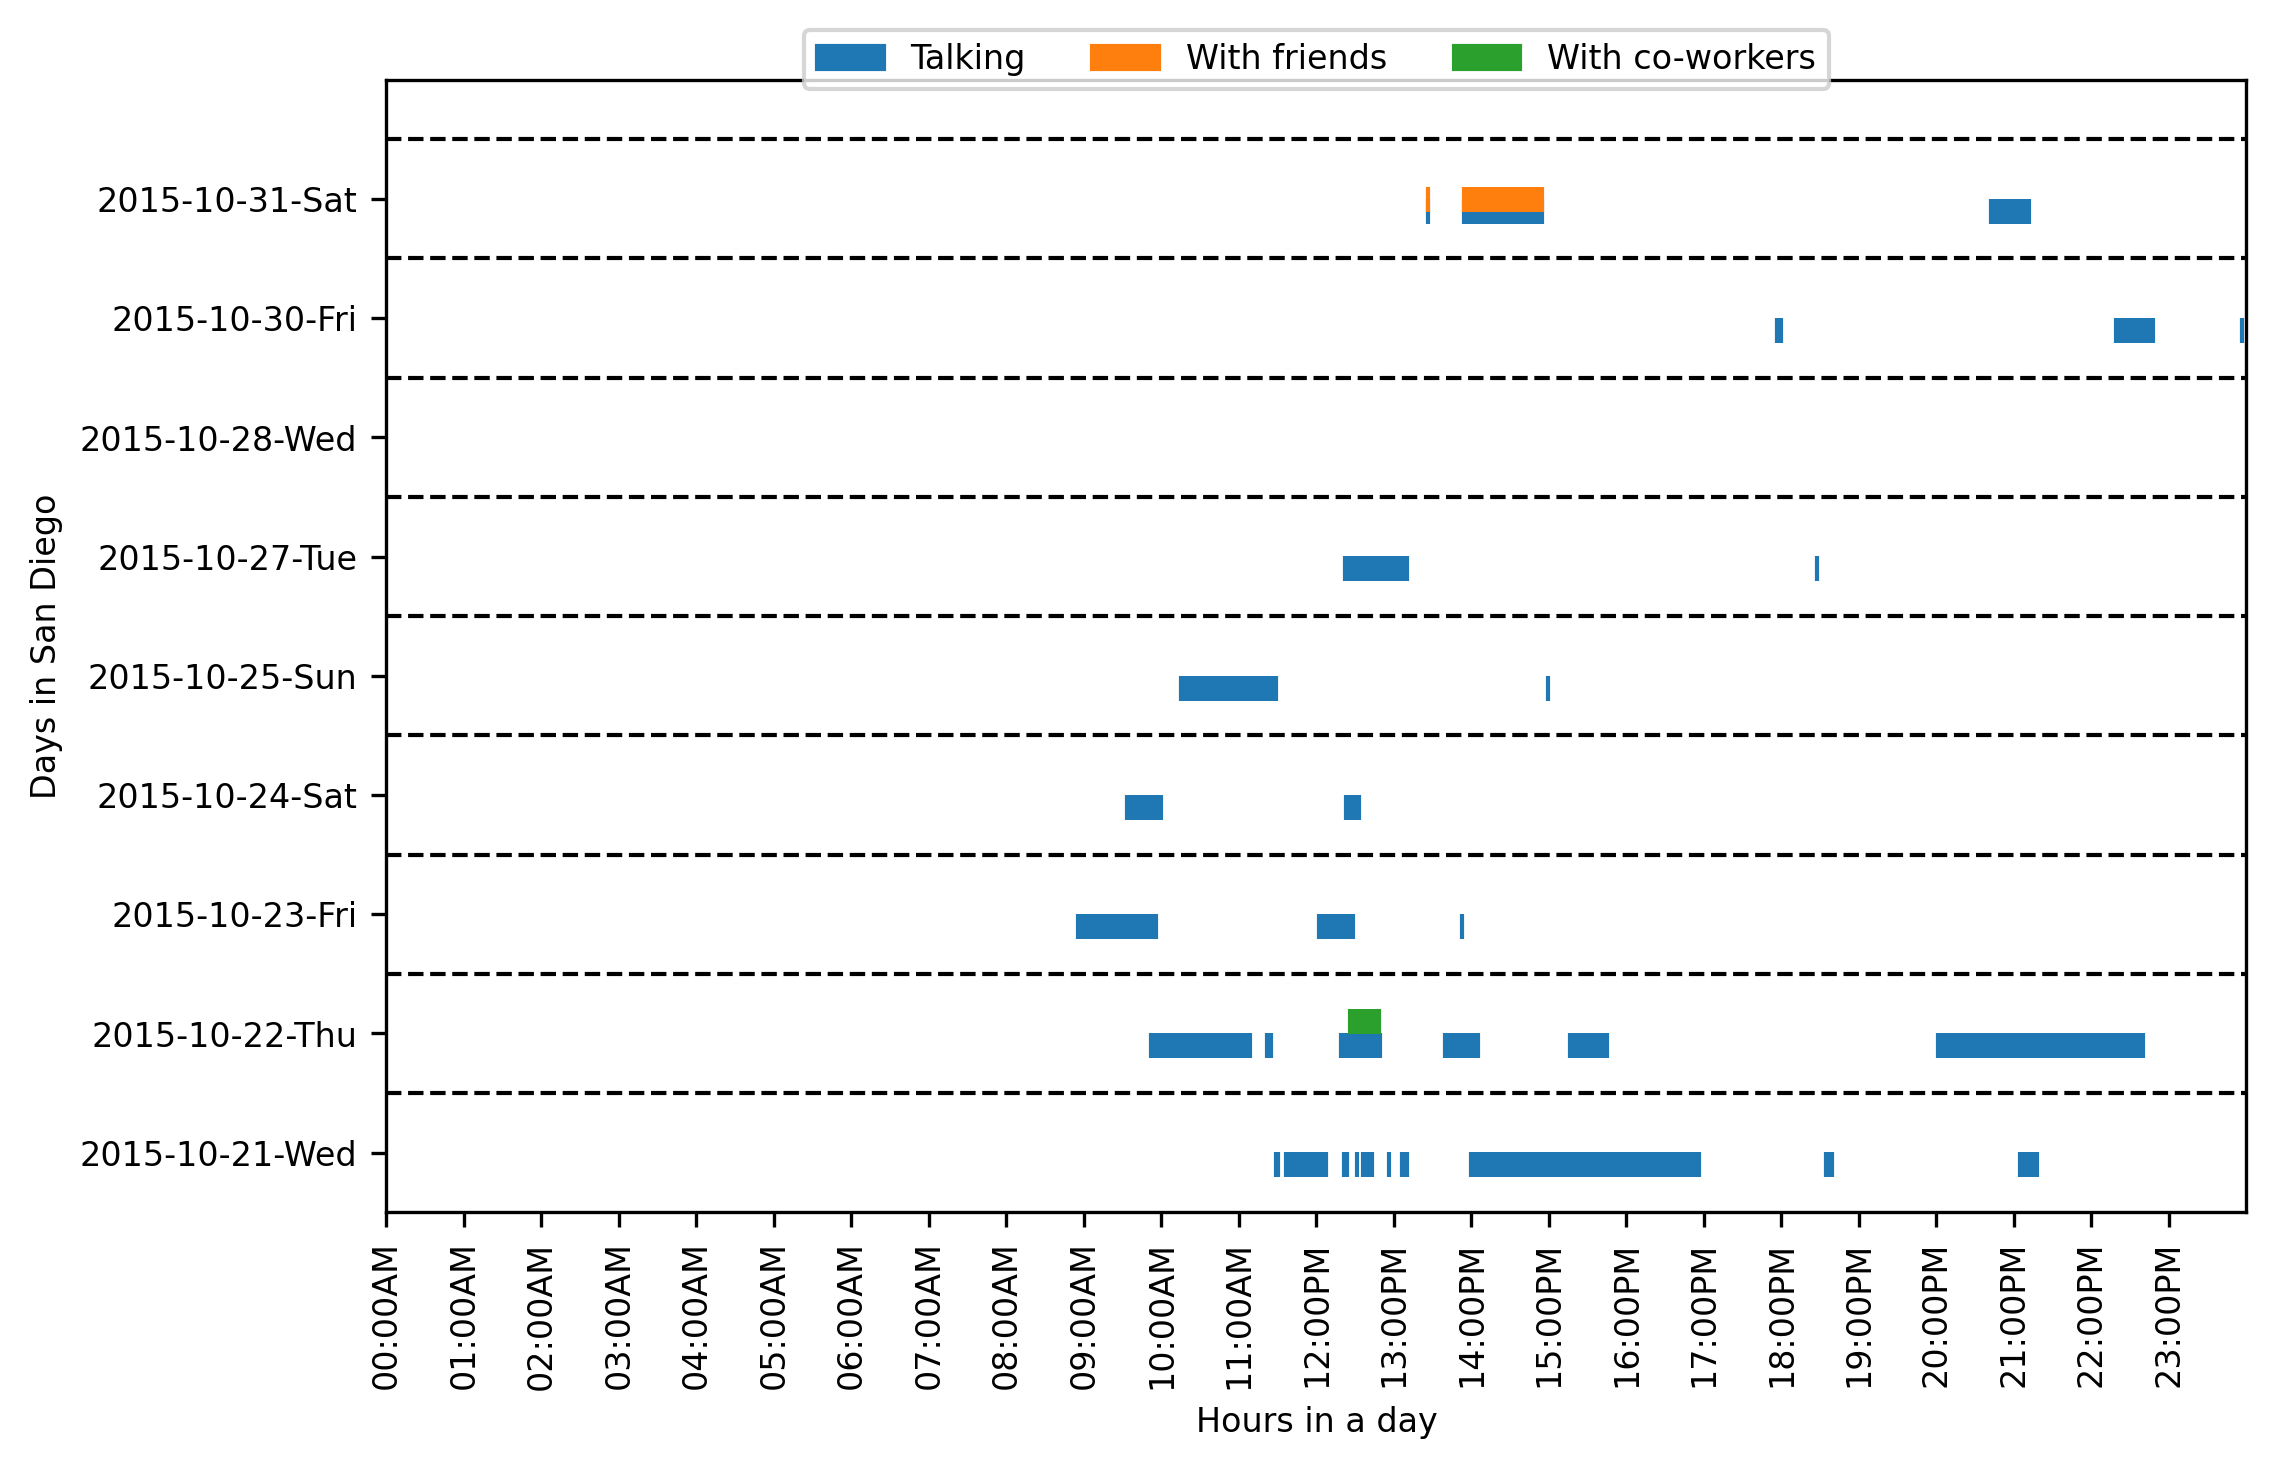 Talking With friends With co-workers
2015-10-31-Sat
2015-10-30-Fri
2015-10-28-Wed
2015-10-27-Tue
2015-10-25-Sun
2015-10-24-Sat
2015-10-23-Fri
2015-10-22-Thu
2015-10-21-Wed
Days in San Diego
00:00AM
01:00AM
02:00AM
03:00AM
04:00AM
05:00AM
06:00AM
07:00AM
08:00AM
09:00AM
10:00AM
11:00AM
12:00PM
13:00PM
14:00PM
15:00PM
16:00PM
17:00PM
18:00PM
19:00PM
20:00PM
21:00PM
22:00PM
23:00PM
Hours in a day